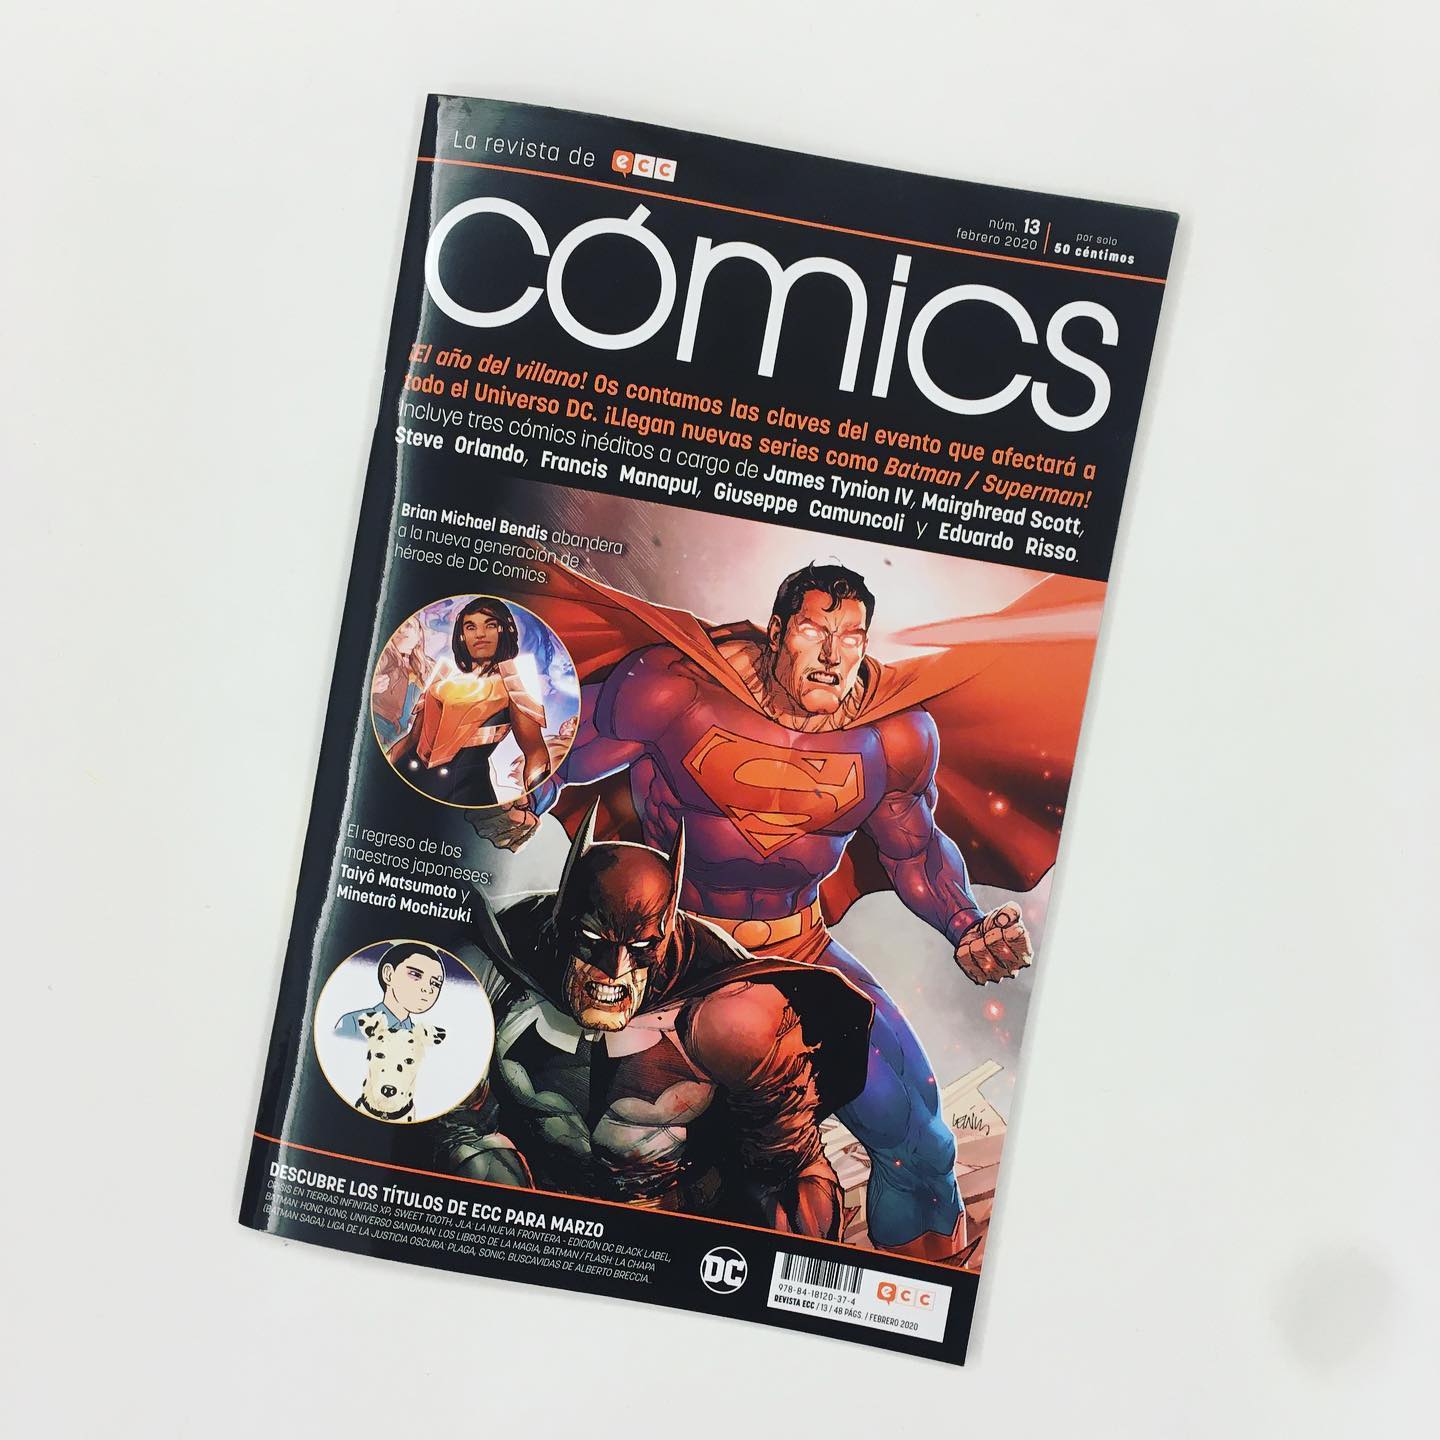 La revista de ecc
núm. 13
febrero 2020
por solo
50 céntimos
cómics
¡El año del villano! Os contamos las claves del evento que afectará a
todo el Universo DC. ¡Llegan nuevas series como Batman / Superman!
Incluye tres cómics inéditos a cargo de James Tynion IV, Mairghread Scott,
Steve Orlando, Francis Manapul, Giuseppe Camuncoli y Eduardo Risso.
Brian Michael Bendis abandera
a la nueva generación de
héroes de DC Comics.
El regreso de los
maestros japoneses:
Taiyô Matsumoto y
Minetarô Mochizuki.
DESCUBRE LOS TÍTULOS DE ECC PARA MARZO
CRISIS EN TIERRAS INFINITAS XP, SWEET TOOTH, JLA: LA NUEVA FRONTERA - EDICIÓN DC BLACK LABEL,
BATMAN: HONG KONG, UNIVERSO SANDMAN: LOS LIBROS DE LA MAGIA, BATMAN / FLASH: LA CHAPA
(BATMAN SAGA), LIGA DE LA JUSTICIA OSCURA: PLAGA, SONIC, BUSCAVIDAS DE ALBERTO BRECCIA...
DC
978-84-18120-37-4
REVISTA ECC / 13 / 48 PÁGS. / FEBRERO 2020
ecc